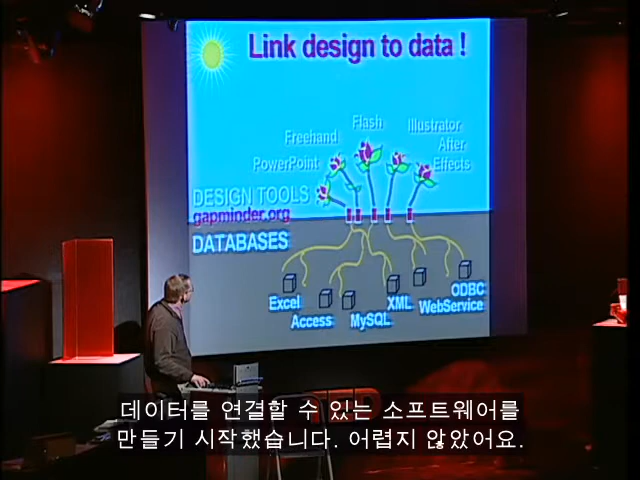 Link design to data !
Flash
Freehand
Illustrator
After
PowerPoint
Effects
DESIGN TOOLS
gapminder.org
DATABASES
Excel
XML
ODBC
WebService
Access
MySQL
데이터를 연결할 수 있는 소프트웨어를
만들기 시작했습니다. 어렵지 않았어요.